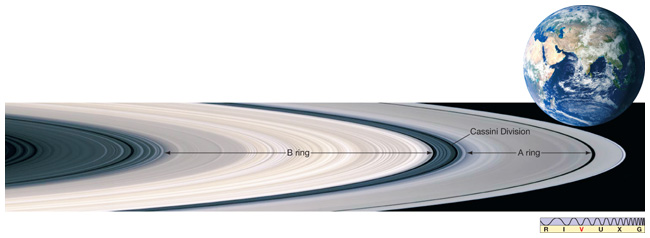 Cassini Division
B ring
A ring
R I V U X G